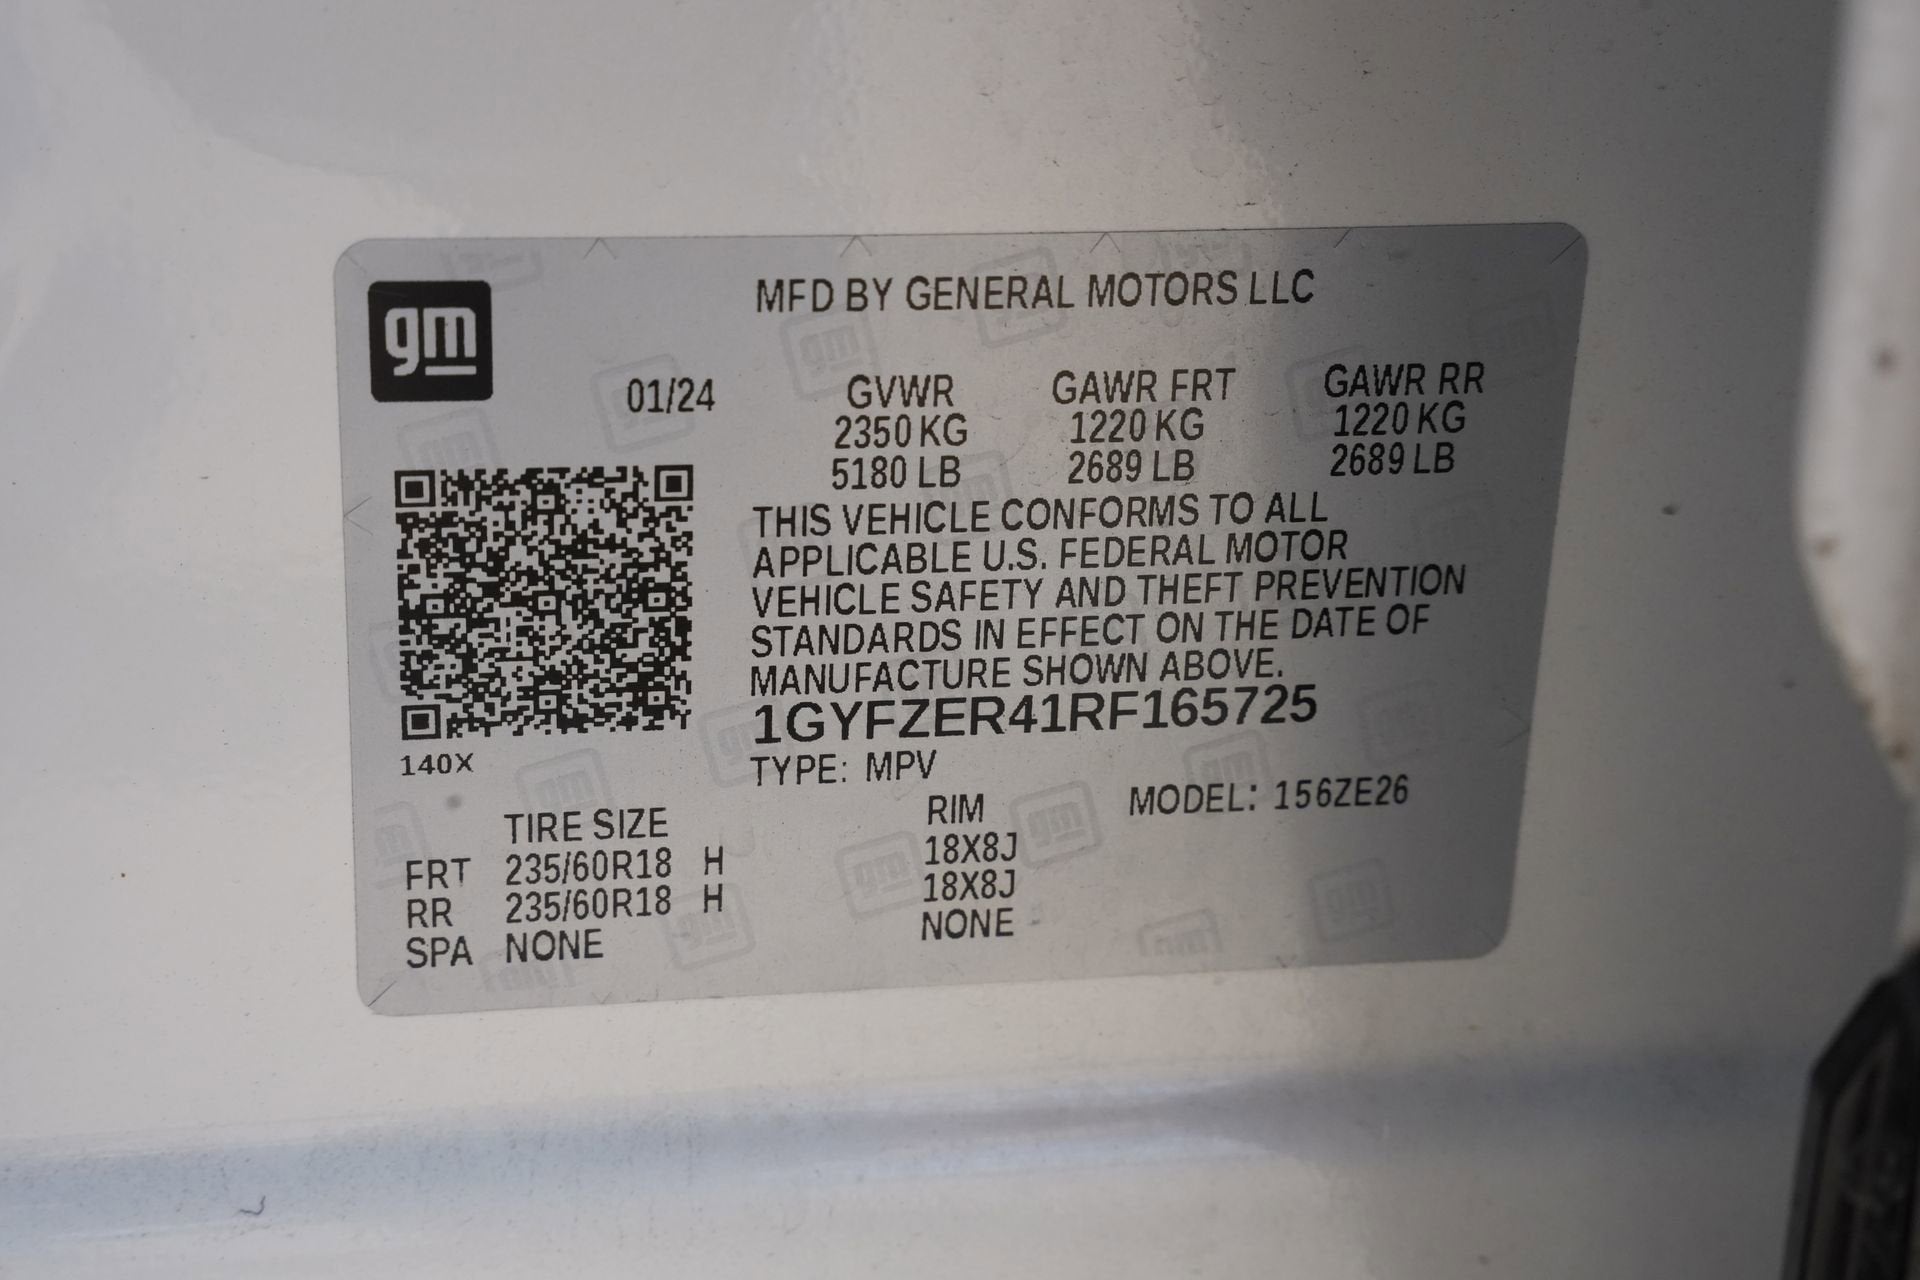 gm
MFD BY GENERAL MOTORS LLC
01/24 GVWR GAWR FRT GAWR RR
2350 KG 1220 KG 1220 KG
5180 LB 2689 LB 2689 LB
THIS VEHICLE CONFORMS TO ALL
APPLICABLE U.S. FEDERAL MOTOR
VEHICLE SAFETY AND THEFT PREVENTION
STANDARDS IN EFFECT ON THE DATE OF
MANUFACTURE SHOWN ABOVE.
1GYFZER41RF165725
140X
TYPE: MPV
TIRE SIZE RIM MODEL: 156ZE26
FRT 235/60R18 H 18X8J
RR 235/60R18 H 18X8J
SPA NONE NONE